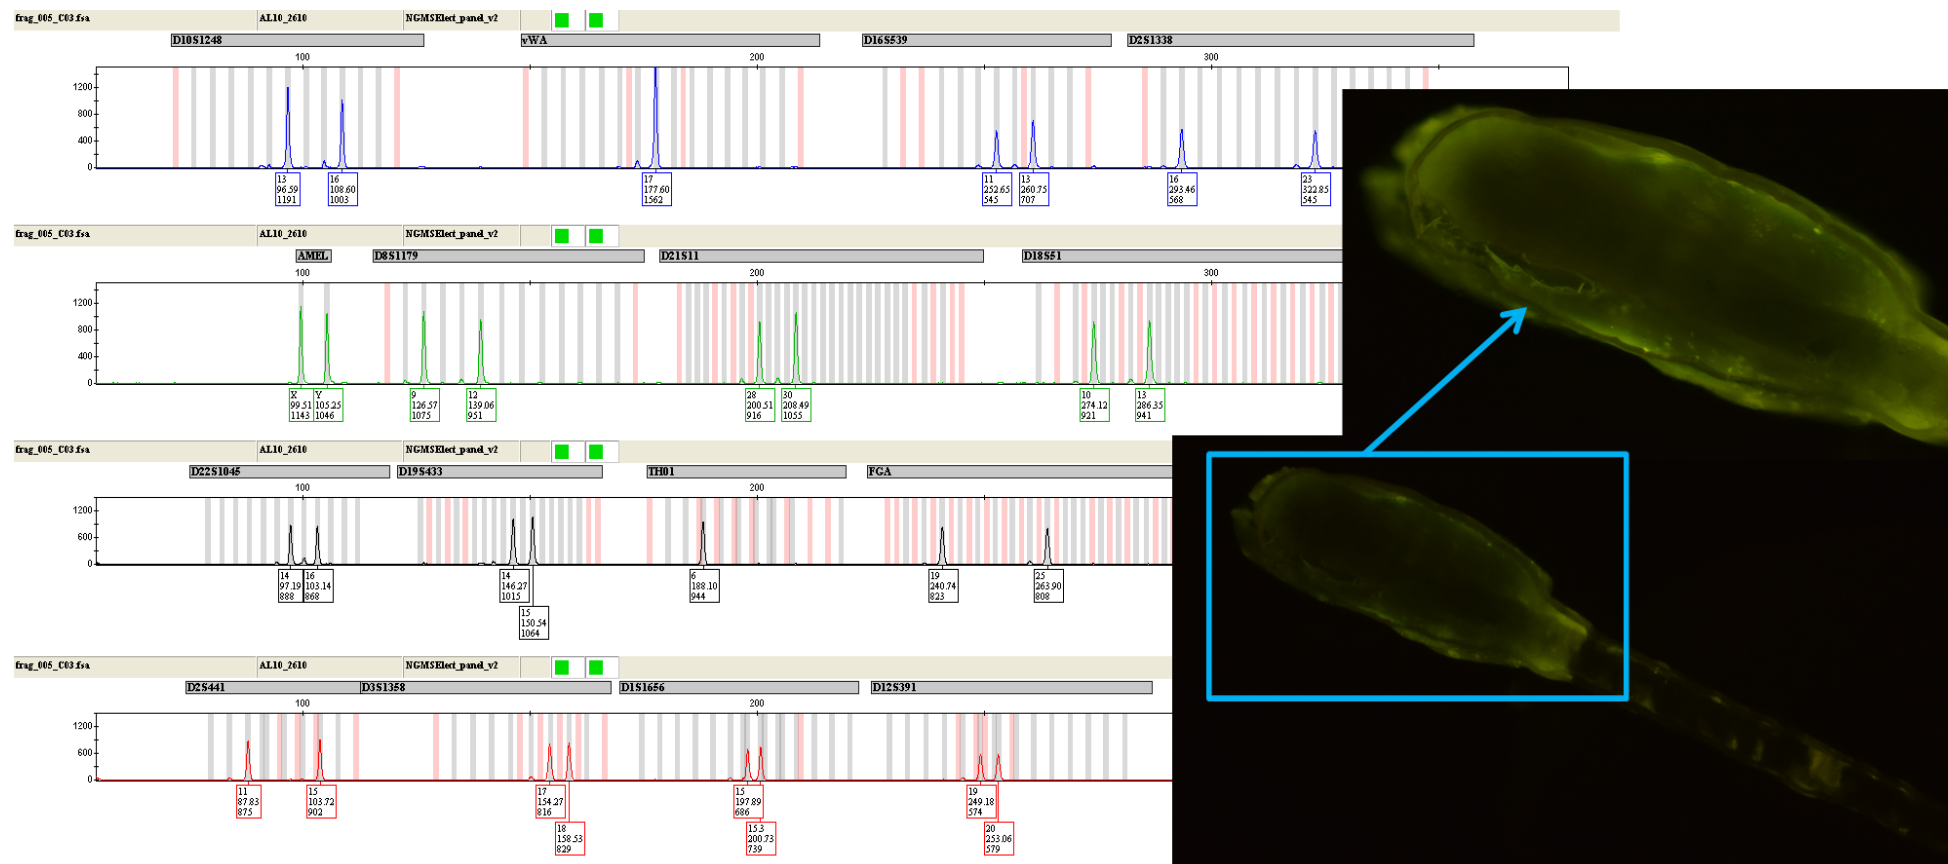 frag_005_C03.fsa AL10_2610 NGMSElect_panel_v2
D10S1248 vWA D16S539 D2S1338
100 200 300
1200
800
400
0
13 16 17 11 13 16 23
96.59 108.60 177.60 252.65 260.75 293.46 322.85
1191 1003 1562 545 707 568 545
frag_005_C03.fsa AL10_2610 NGMSElect_panel_v2
AMEL D8S1179 D21S11 D18S51
100 200 300
1200
800
400
0
X Y 9 12 28 30 10 13
99.51 105.25 126.57 139.06 200.51 208.49 274.12 286.35
1143 1046 1075 951 916 1055 921 941
frag_005_C03.fsa AL10_2610 NGMSElect_panel_v2
D22S1045 D19S433 TH01 FGA
100 200
1200
600
0
14 16 14 6 19 25
97.19 103.14 146.27 188.10 240.74 263.90
888 868 1015 944 823 808
15
150.54
1064
frag_005_C03.fsa AL10_2610 NGMSElect_panel_v2
D2S441 D3S1358 D1S1656 D12S391
100 200
1200
600
0
11 15 17 15 19
87.83 103.72 154.27 197.89 249.18
875 902 816 686 574
18 15.3 20
158.53 200.73 253.06
829 739 579